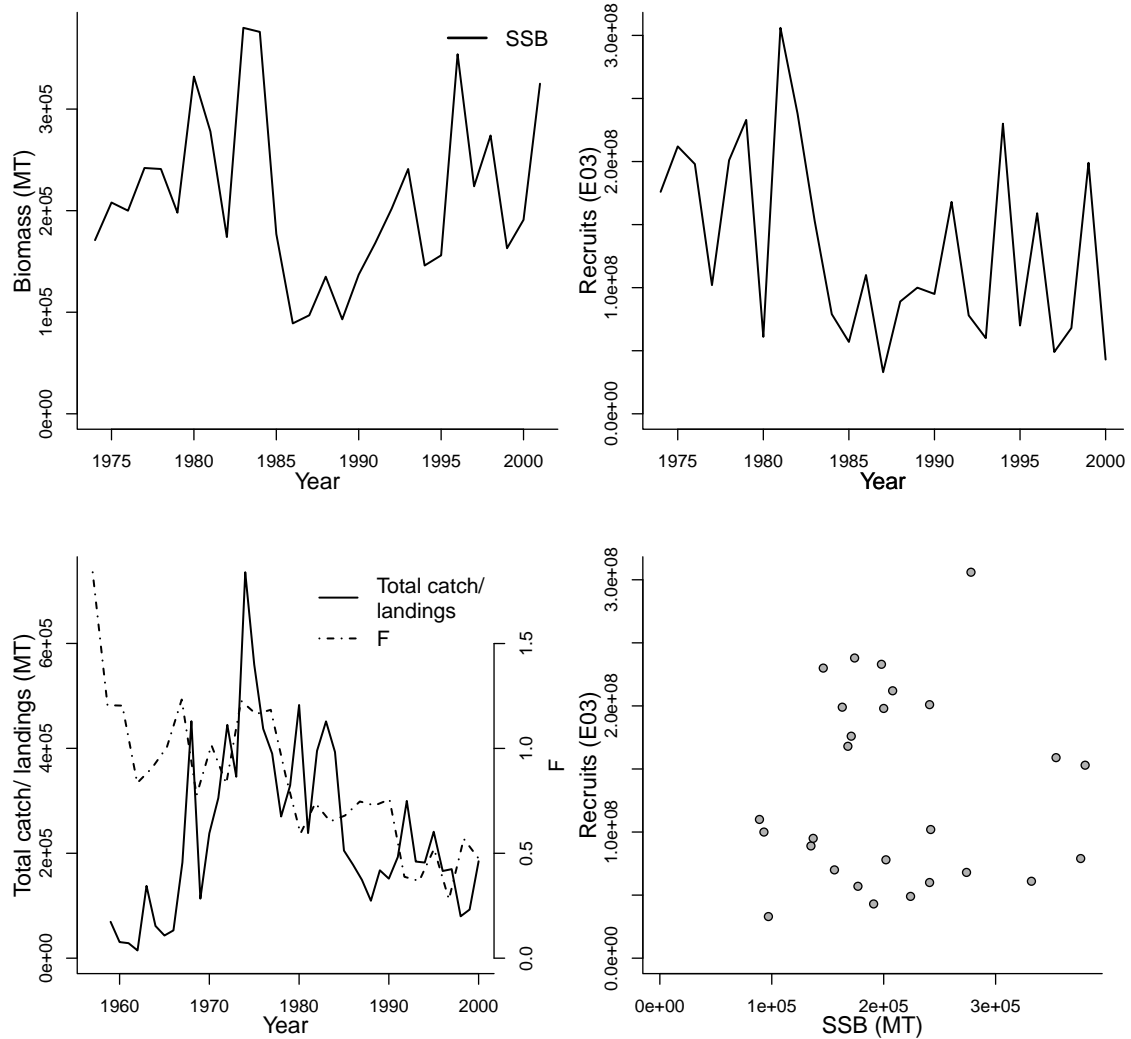 SSB
Biomass (MT)
0e+00 1e+05 2e+05 3e+05
1975 1980 1985 1990 1995 2000
Year
Recruits (E03)
0.0e+00 1.0e+08 2.0e+08 3.0e+08
1975 1980 1985 1990 1995 2000
Year
Total catch/
landings
F
Total catch/ landings (MT)
0e+00 2e+05 4e+05 6e+05
0.0 0.5 1.0 1.5
F
1960 1970 1980 1990 2000
Year
Recruits (E03)
0.0e+00 1.0e+08 2.0e+08 3.0e+08
0e+00 1e+05 2e+05 3e+05
SSB (MT)